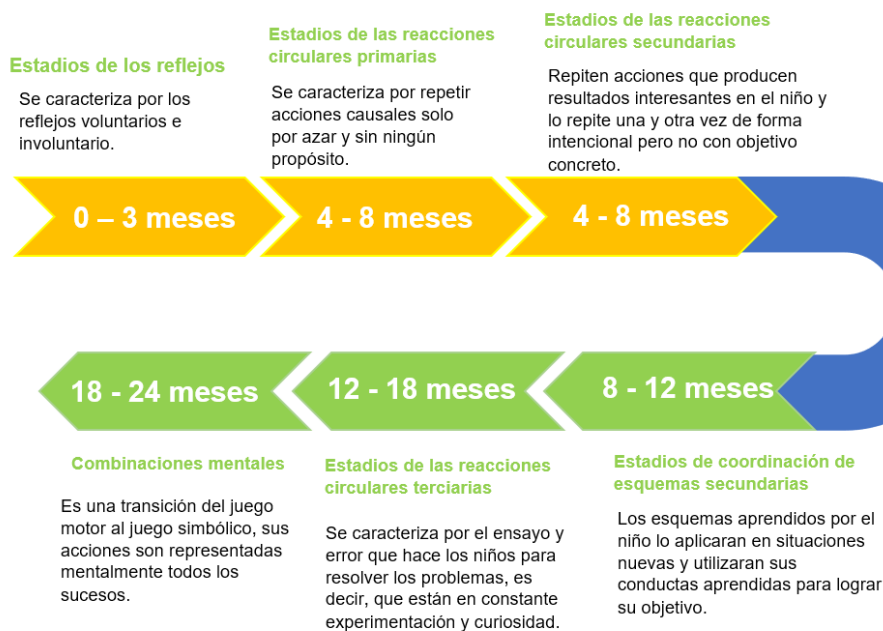 Estadios de los reflejos
Se caracteriza por los
reflejos voluntarios e
involuntario.
0 – 3 meses
Estadios de las reacciones
circulares primarias
Se caracteriza por repetir
acciones causales solo
por azar y sin ningún
propósito.
4 - 8 meses
Estadios de las reacciones
circulares secundarias
Repiten acciones que producen
resultados interesantes en el niño y
lo repite una y otra vez de forma
intencional pero no con objetivo
concreto.
4 - 8 meses
8 - 12 meses
Estadios de coordinación de
esquemas secundarias
Los esquemas aprendidos por el
niño lo aplicaran en situaciones
nuevas y utilizaran sus
conductas aprendidas para lograr
su objetivo.
12 - 18 meses
Estadios de las reacciones
circulares terciarias
Se caracteriza por el ensayo y
error que hace los niños para
resolver los problemas, es
decir, que están en constante
experimentación y curiosidad.
18 - 24 meses
Combinaciones mentales
Es una transición del juego
motor al juego simbólico, sus
acciones son representadas
mentalmente todos los
sucesos.